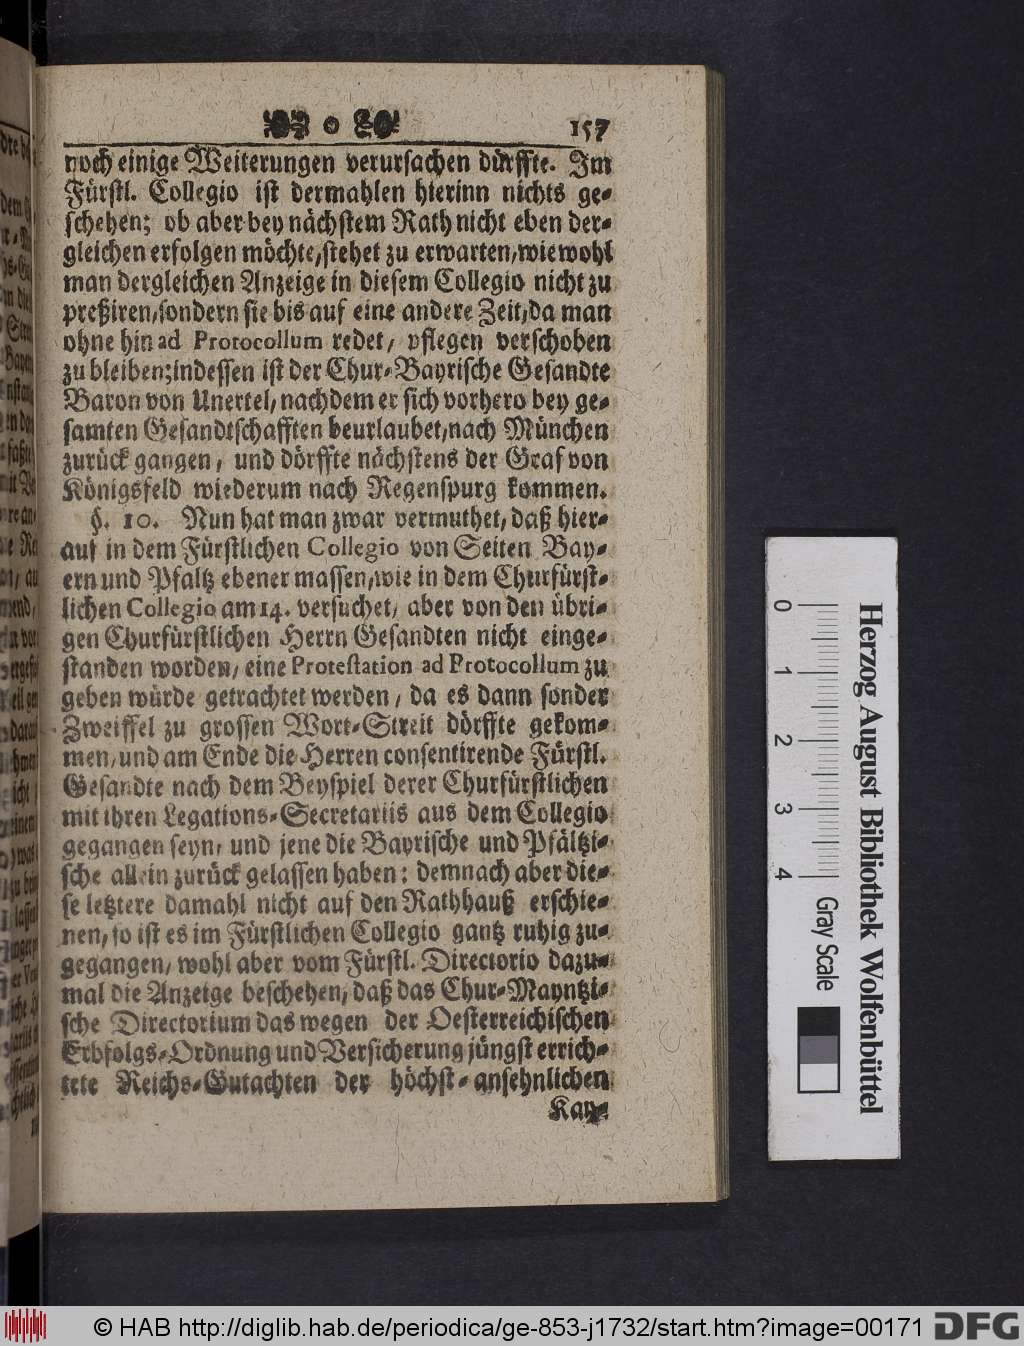 157
noch einige Weiterungen verursachen dürffte. Im
Fürstl. Collegio ist dermahlen hierinn nichts ge-
schehen; ob aber bey nächstem Rath nicht eben der-
gleichen erfolgen möchte, stehet zu erwarten, wiewohl
man dergleichen Anzeige in diesem Collegio nicht zu
preßiren, sondern sie bis auf eine andere Zeit, da man
ohne hin ad Protocollum redet, pflegen verschoben
zu bleiben; indessen ist der Chur-Bayrische Gesandte
Baron von Unertel, nachdem er sich vorhero bey ge-
samten Gesandtschafften beurlaubet, nach München
zurück gangen, und dörffte nächstens der Graf von
Königsfeld wiederum nach Regenspurg kommen.
§. 10. Nun hat man zwar vermuthet, daß hier-
auf in dem Fürstlichen Collegio von Seiten Bay-
ern und Pfaltz ebener massen, wie in dem Churfürst-
lichen Collegio am 14. versuchet, aber von den übri-
gen Churfürstlichen Herrn Gesandten nicht einge-
standen worden, eine Protestation ad Protocollum zu
geben würde getrachtet werden, da es dann sonder
Zweiffel zu grossen Wort-Streit dörffte gekom-
men, und am Ende die Herren consentirende Fürstl.
Gesandte nach dem Beyspiel derer Churfürstlichen
mit ihren Legations-Secretariis aus dem Collegio
gegangen seyn, und jene die Bayrische und Pfältzi-
sche allein zurück gelassen haben: demnach aber die-
se letztere damahl nicht auf den Rathhauß erschie-
nen, so ist es im Fürstlichen Collegio gantz ruhig zu-
gegangen, wohl aber vom Fürstl. Directorio dazu-
mal die Anzeige beschehen, daß das Chur-Mayntzi-
sche Directorium das wegen der Oesterreichischen
Erbfolgs-Ordnung und Versicherung jüngst errich-
tete Reichs-Gutachten der höchst-ansehnlichen
Kay-
0 1 2 3 4
Gray Scale
Herzog August Bibliothek Wolfenbüttel
© HAB http://diglib.hab.de/periodica/ge-853-j1732/start.htm?image=00171
DFG